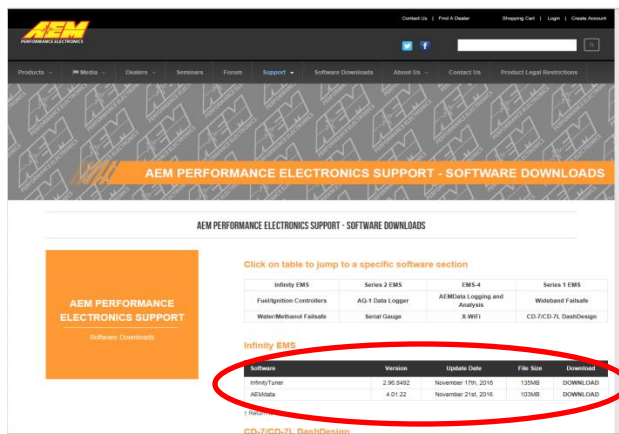 Contact Us | Find A Dealer Shopping Cart | Login | Create Account
AEM
PERFORMANCE ELECTRONICS
Products Media Dealers Seminars Forum Support Software Downloads About Us Contact Us Product Legal Restrictions
AEM PERFORMANCE ELECTRONICS SUPPORT - SOFTWARE DOWNLOADS
AEM PERFORMANCE ELECTRONICS SUPPORT - SOFTWARE DOWNLOADS
AEM PERFORMANCE
ELECTRONICS SUPPORT
Software Downloads
Click on table to jump to a specific software section
Infinity EMS Series 2 EMS EMS-4 Series 1 EMS
Fuel/Ignition Controllers AQ-1 Data Logger AEMData Logging and Analysis Wideband Failsafe
Water/Methanol Failsafe Serial Gauge X-WiFi CD-7/CD-7L DashDesign
Infinity EMS
Software Version Update Date File Size Download
InfinityTuner 2.96.8492 November 17th, 2016 135MB DOWNLOAD
AEMdata 4.01.22 November 21st, 2016 103MB DOWNLOAD
↑ Return
CD-7/CD-7L DashDesign